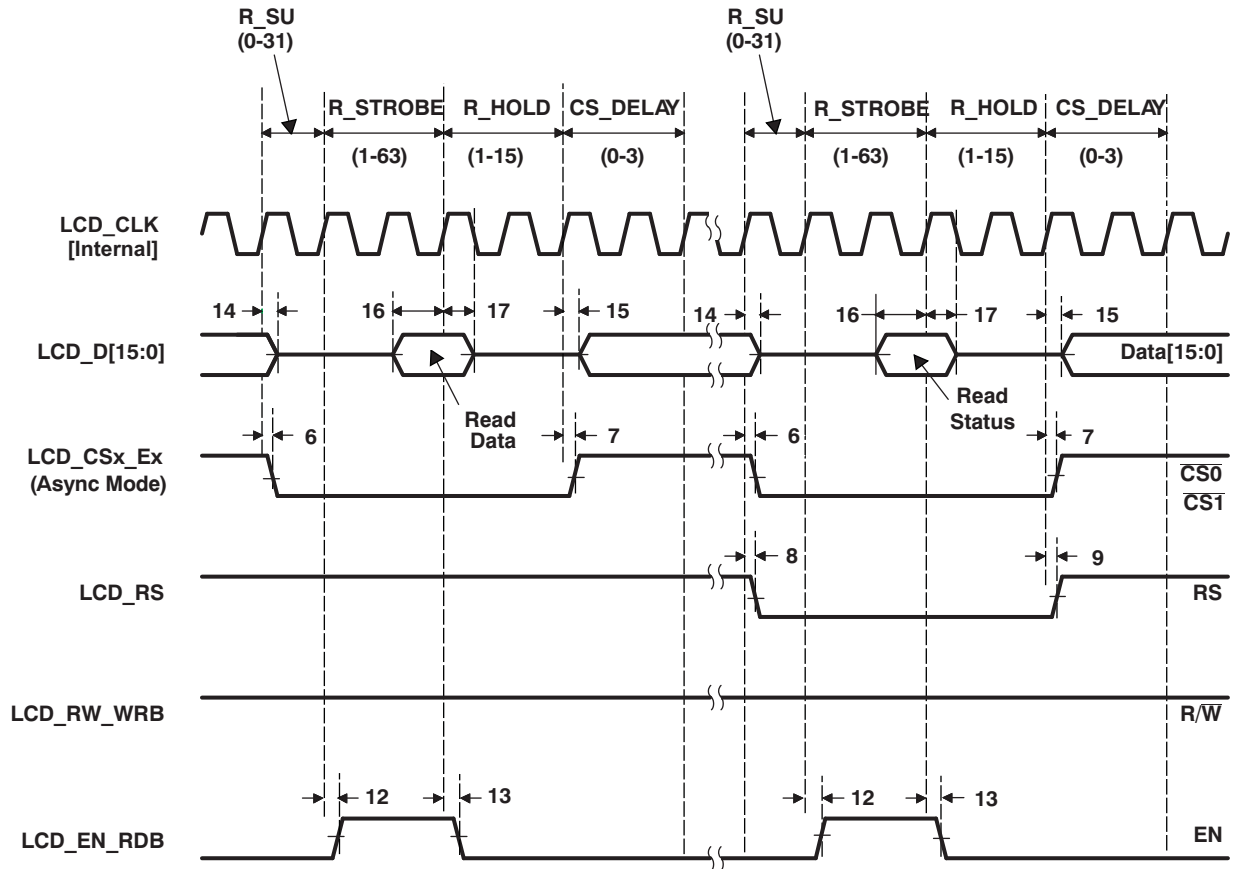 R_SU
(0-31)
R_SU
(0-31)
R_STROBE R_HOLD CS_DELAY
R_STROBE R_HOLD CS_DELAY
(1-63) (1-15) (0-3)
(1-63) (1-15) (0-3)
LCD_CLK
[Internal]
14 16 17 15
14 16 17 15
LCD_D[15:0]
Data[15:0]
Read
Data
Read
Status
6 7 6 7
LCD_CSx_Ex
(Async Mode)
CS0
CS1
8 9
LCD_RS
RS
LCD_RW_WRB
R/W
12 13 12 13
LCD_EN_RDB
EN